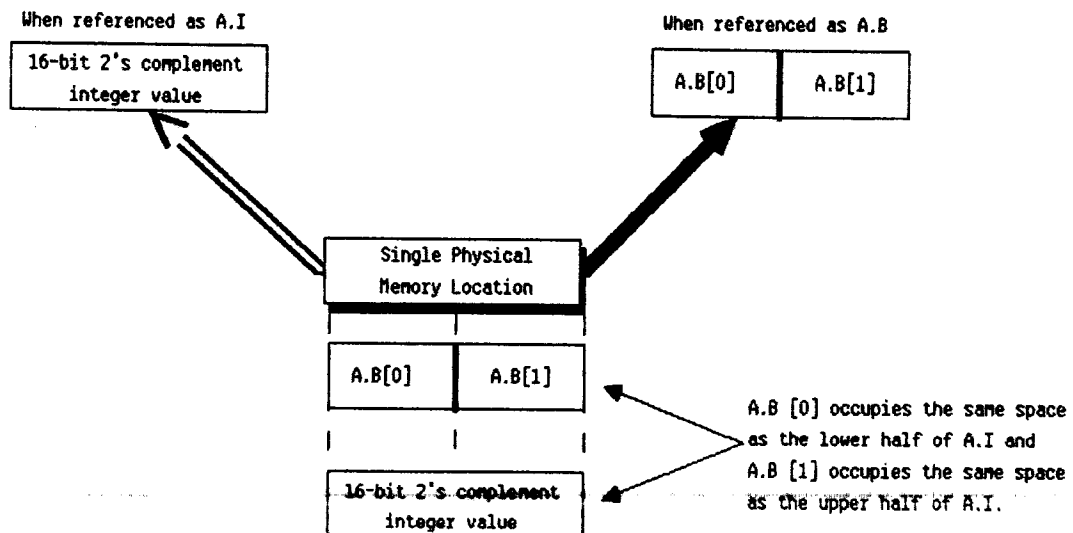 When referenced as A.I
16-bit 2's complement
integer value
When referenced as A.B
A.B[0]
A.B[1]
Single Physical
Memory Location
A.B[0]
A.B[1]
A.B [0] occupies the same space
as the lower half of A.I and
A.B [1] occupies the same space
as the upper half of A.I.
16-bit 2's complement
integer value